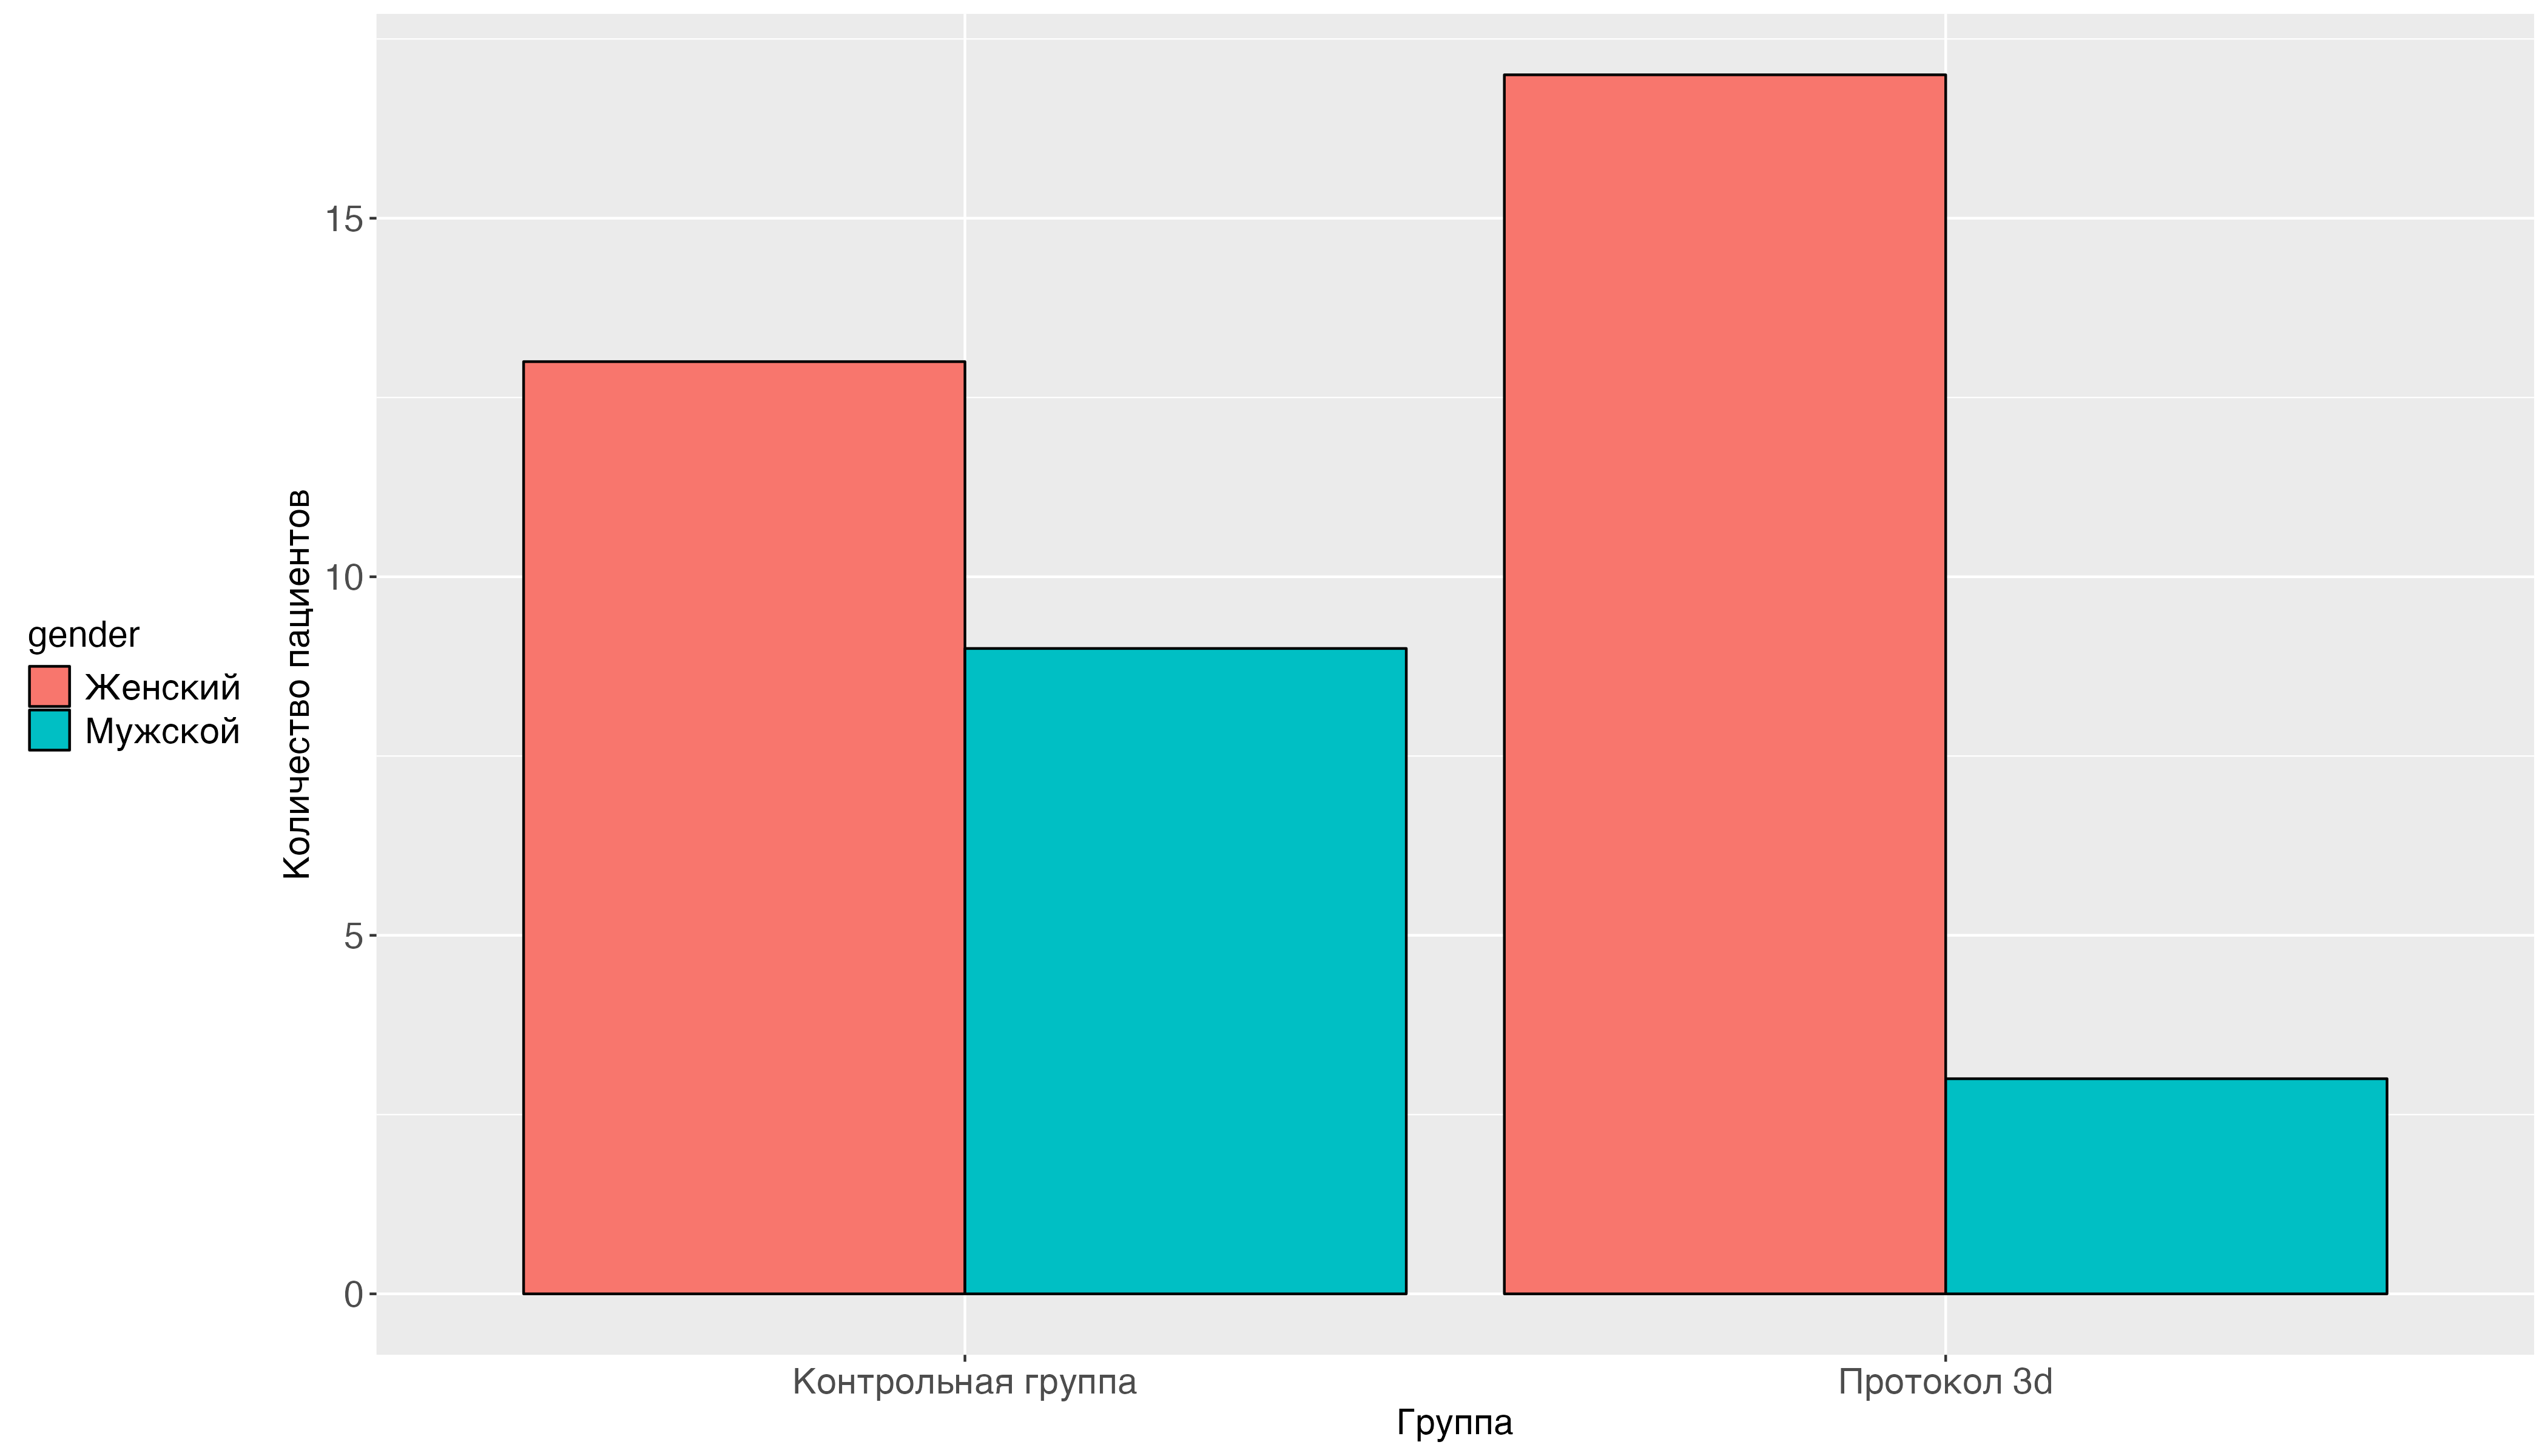 gender
Женский
Мужской
Количество пациентов
15
10
5
0
Контрольная группа
Протокол 3d
Группа